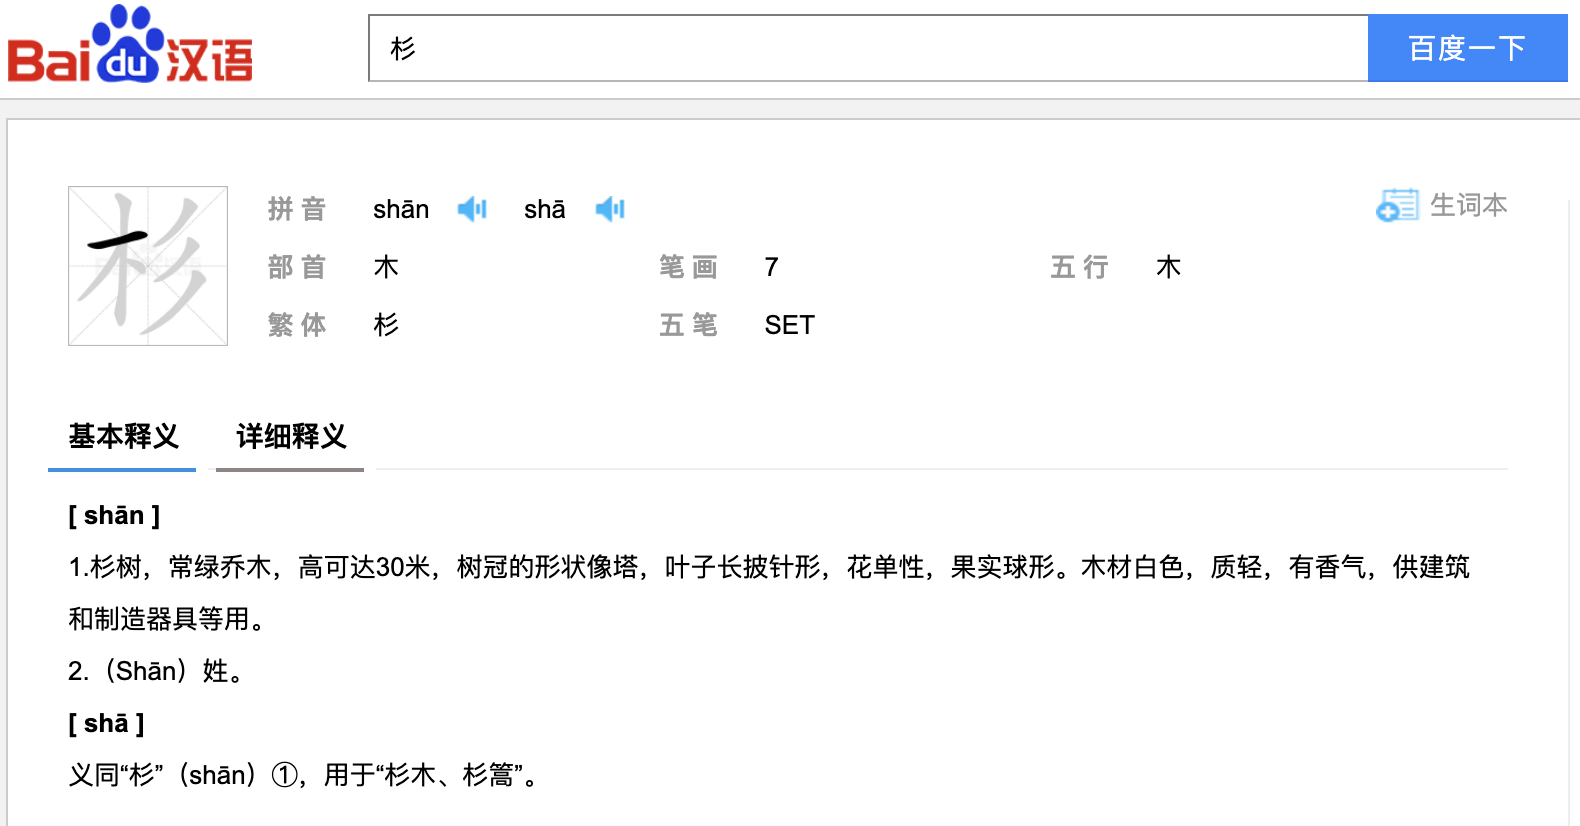 Baidu汉语
杉
百度一下
拼音 shān shā
生词本
部首 木 笔画 7 五行 木
繁体 杉 五笔 SET
杉
基本释义 详细释义
[ shān ]
1.杉树，常绿乔木，高可达30米，树冠的形状像塔，叶子长披针形，花单性，果实球形。木材白色，质轻，有香气，供建筑
和制造器具等用。
2.（Shān）姓。
[ shā ]
义同“杉”（shān）①，用于“杉木、杉篙”。